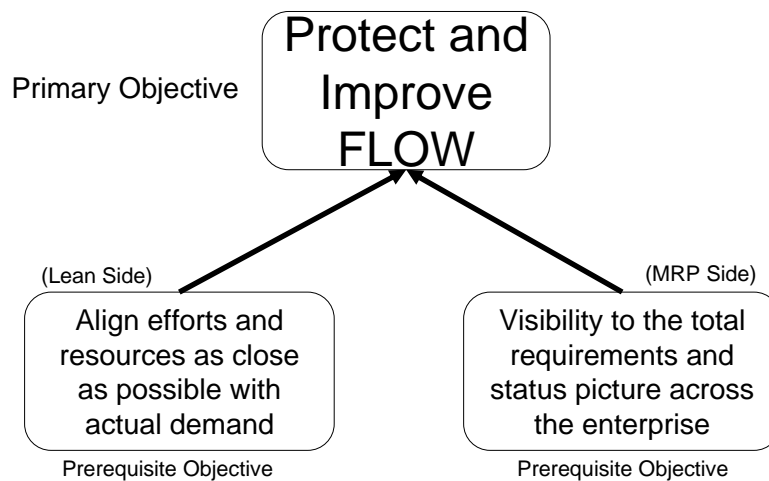 Protect and
Improve
FLOW
Primary Objective
(Lean Side)
Align efforts and
resources as close
as possible with
actual demand
Prerequisite Objective
(MRP Side)
Visibility to the total
requirements and
status picture across
the enterprise
Prerequisite Objective